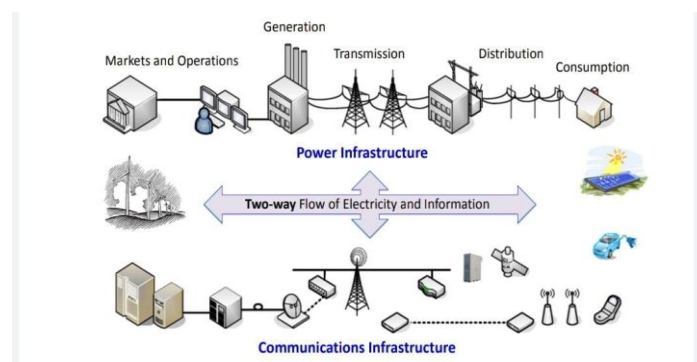 Generation
Markets and Operations
Transmission
Distribution
Consumption
Power Infrastructure
Two-way Flow of Electricity and Information
Communications Infrastructure